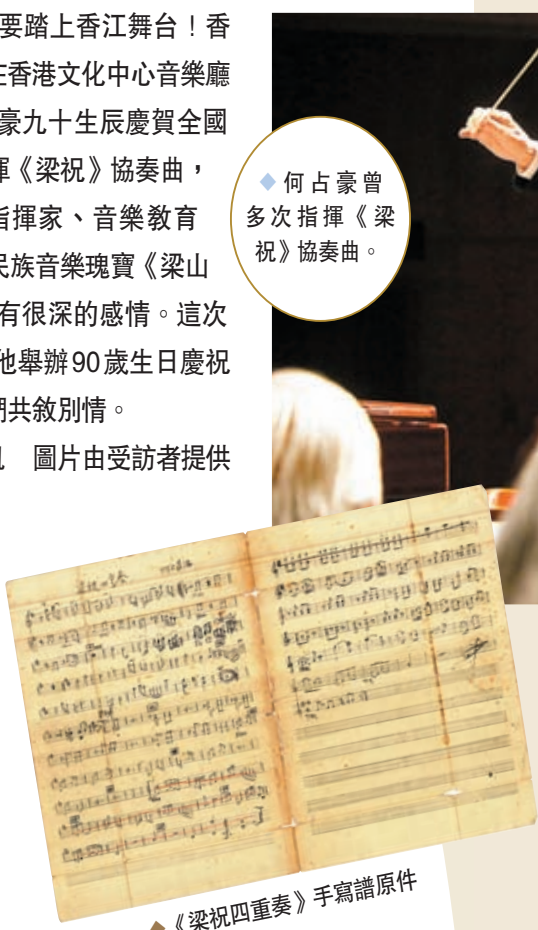 要踏上香江舞台！香
在香港文化中心音樂廳
豪九十生辰慶賀全國
揮《梁祝》協奏曲，
指揮家、音樂教育
民族音樂瑰寶《梁山
有很深的感情。這次
他舉辦90歲生日慶祝
們共敘別情。
圖片由受訪者提供
◆何占豪曾
多次指揮《梁
祝》協奏曲。
◆《梁祝四重奏》手寫譜原件